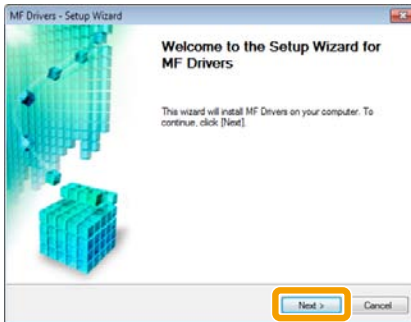 MF Drivers - Setup Wizard
Welcome to the Setup Wizard for
MF Drivers
This wizard will install MF Drivers on your computer. To
continue, click [Next].
Next >
Cancel